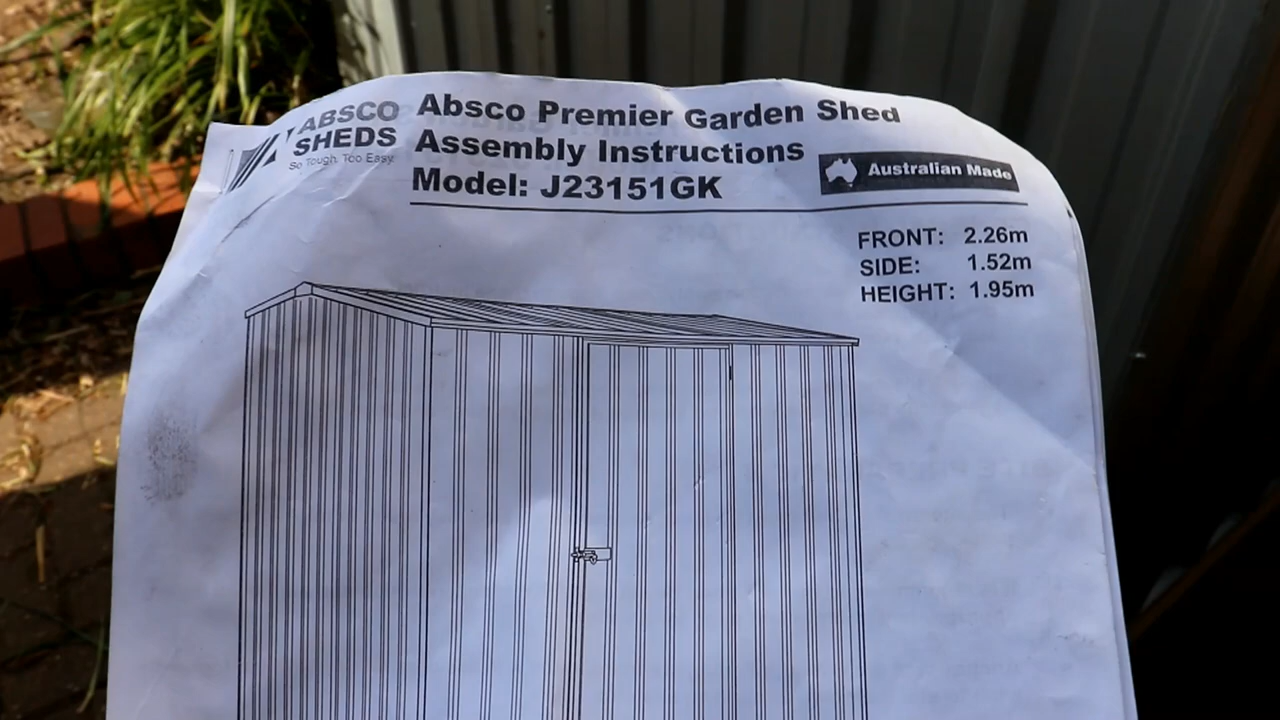 ABSCO
SHEDS
So Tough. Too Easy.
Absco Premier Garden Shed
Assembly Instructions
Model: J23151GK
Australian Made
FRONT: 2.26m
SIDE: 1.52m
HEIGHT: 1.95m